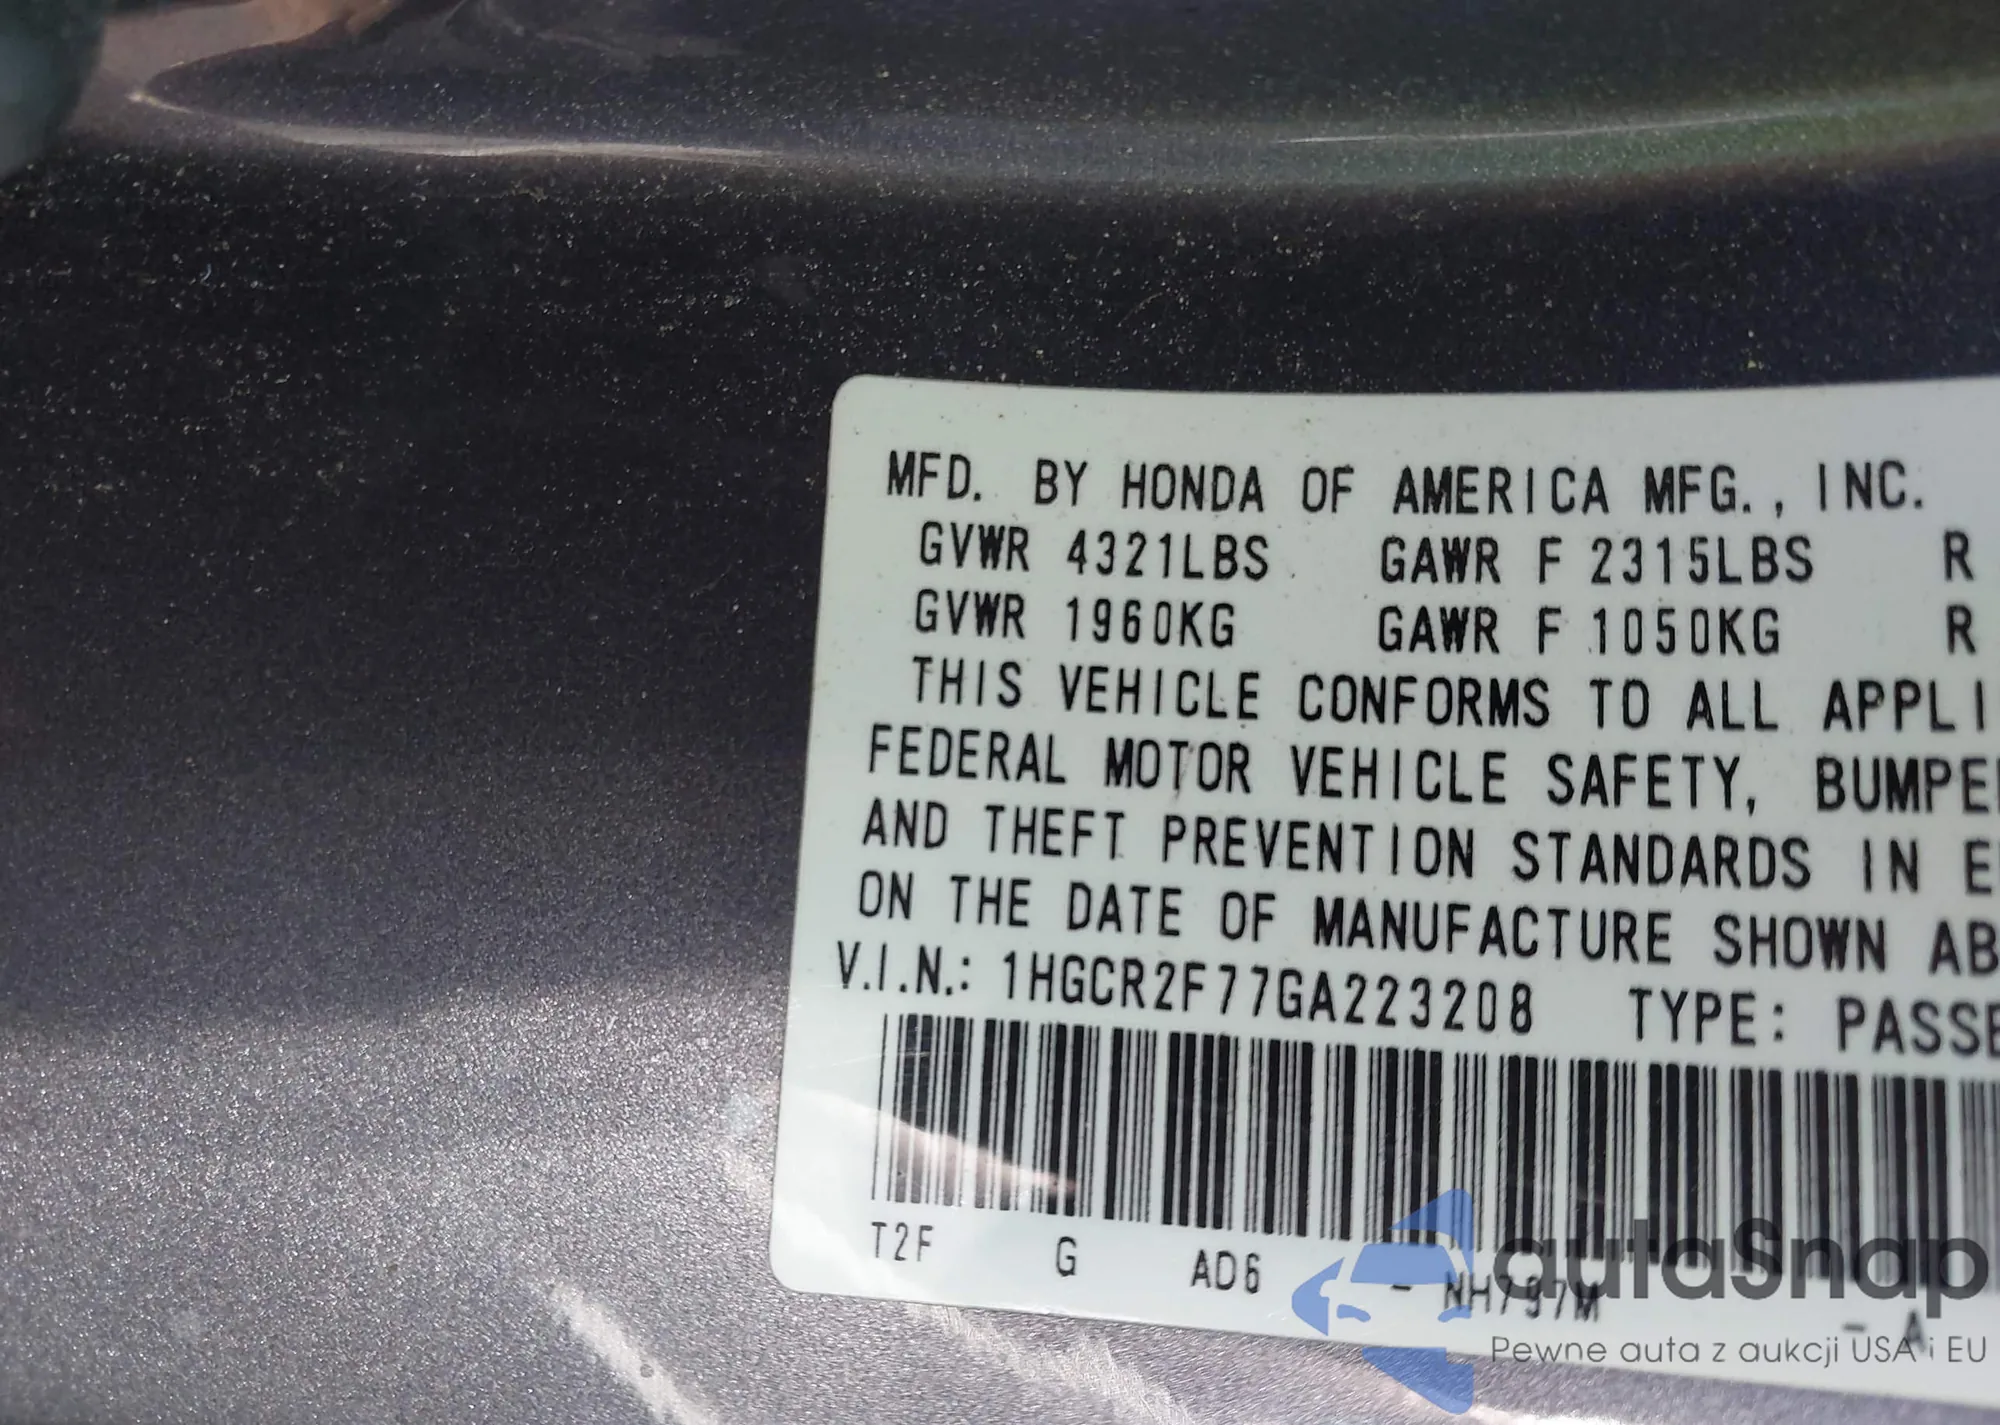 MFD. BY HONDA OF AMERICA MFG., INC.
GVWR 4321LBS GAWR F 2315LBS R
GVWR 1960KG GAWR F 1050KG R
THIS VEHICLE CONFORMS TO ALL APPLI
FEDERAL MOTOR VEHICLE SAFETY, BUMPE
AND THEFT PREVENTION STANDARDS IN E
ON THE DATE OF MANUFACTURE SHOWN AB
V.I.N.: 1HGCR2F77GA223208 TYPE: PASSE
T2F G AD6 - NH797M - A
autaSnap
Pewne auta z aukcji USA i EU